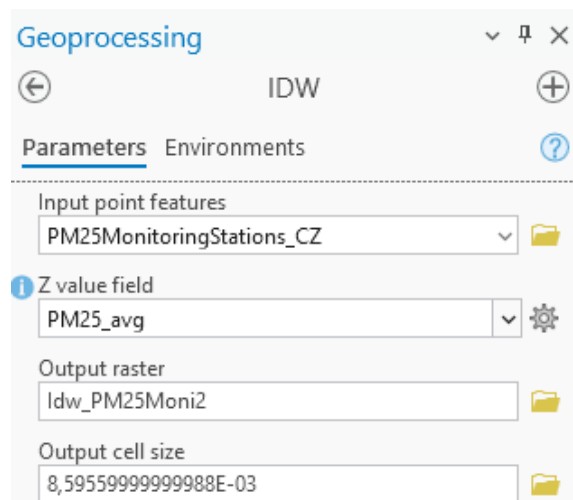 Geoprocessing
IDW
Parameters Environments
Input point features
PM25MonitoringStations_CZ
Z value field
PM25_avg
Output raster
Idw_PM25Moni2
Output cell size
8,59559999999988E-03